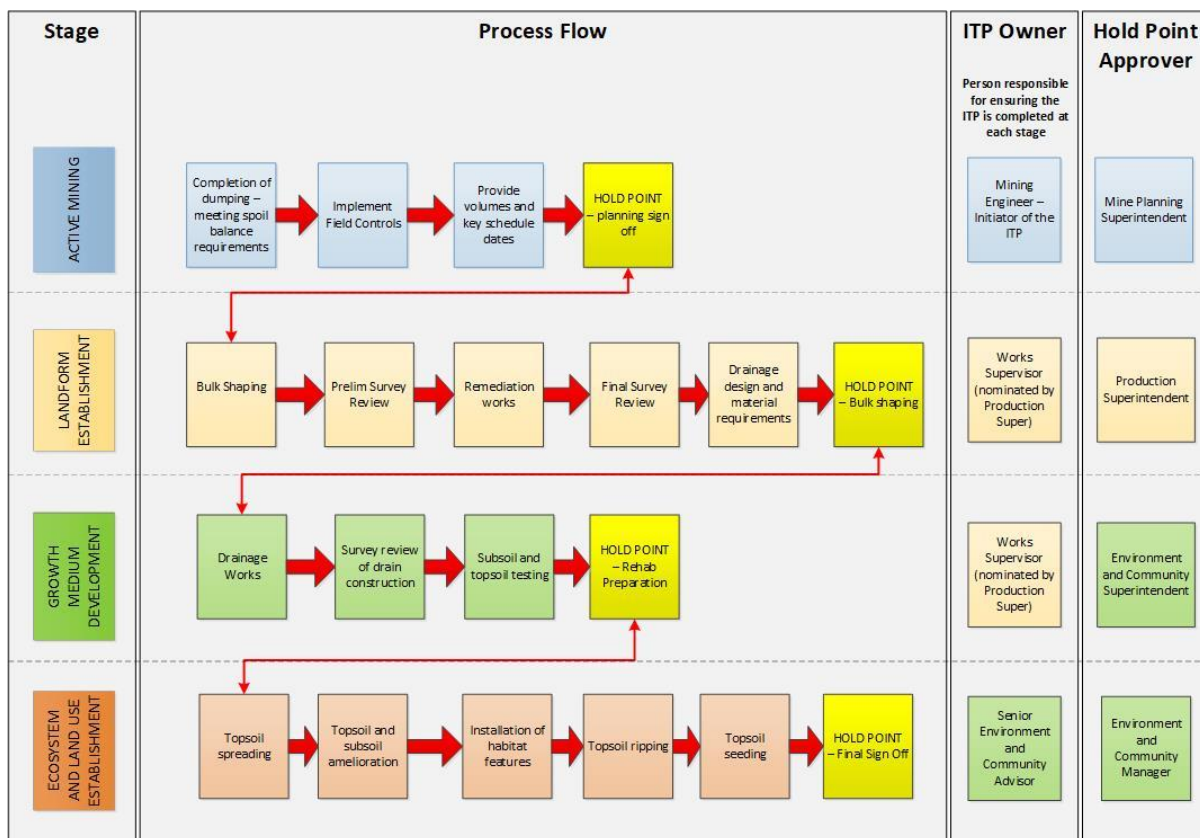 Stage
Process Flow
ITP Owner
Hold Point
Approver
Person responsible
for ensuring the
ITP is completed at
each stage
ACTIVE MINING
Completion of
dumping –
meeting spoil
balance
requirements
Implement
Field Controls
Provide
volumes and
key schedule
dates
HOLD POINT
– planning sign
off
Mining
Engineer –
Initiator of the
ITP
Mine Planning
Superintendent
LANDFORM
ESTABLISHMENT
Bulk Shaping
Prelim Survey
Review
Remediation
works
Final Survey
Review
Drainage
design and
material
requirements
HOLD POINT
– Bulk shaping
Works
Supervisor
(nominated by
Production
Super)
Production
Superintendent
GROWTH
MEDIUM
DEVELOPMENT
Drainage
Works
Survey review
of drain
construction
Subsoil and
topsoil testing
HOLD POINT
– Rehab
Preparation
Works
Supervisor
(nominated by
Production
Super)
Environment
and Community
Superintendent
ECOSYSTEM
AND LAND USE
ESTABLISHMENT
Topsoil
spreading
Topsoil and
subsoil
amelioration
Installation of
habitat
features
Topsoil ripping
Topsoil
seeding
HOLD POINT
– Final Sign Off
Senior
Environment
and
Community
Advisor
Environment
and
Community
Manager